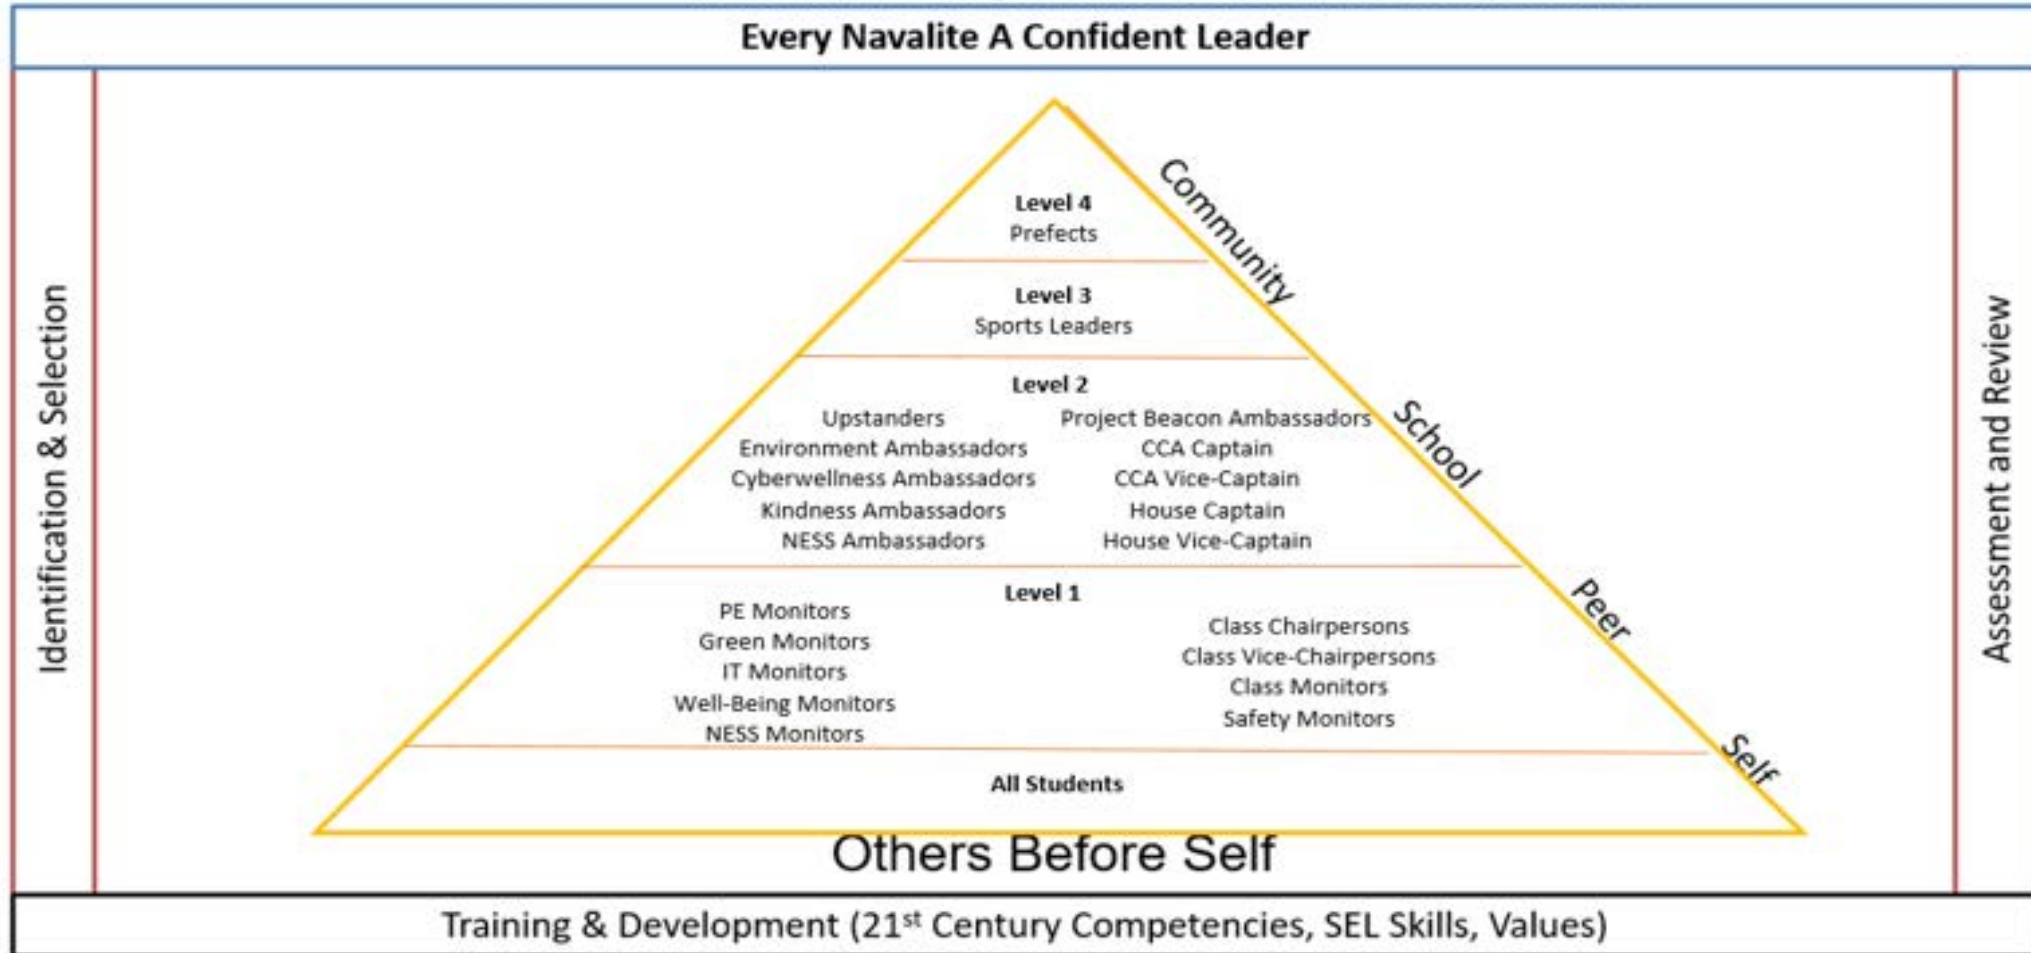 Every Navalite A Confident Leader
Identification & Selection
Level 4
Prefects
Level 3
Sports Leaders
Level 2
Upstanders
Environment Ambassadors
Cyberwellness Ambassadors
Kindness Ambassadors
NESS Ambassadors
Project Beacon Ambassadors
CCA Captain
CCA Vice-Captain
House Captain
House Vice-Captain
Level 1
PE Monitors
Green Monitors
IT Monitors
Well-Being Monitors
NESS Monitors
Class Chairpersons
Class Vice-Chairpersons
Class Monitors
Safety Monitors
All Students
Community
School
Peer
Self
Assessment and Review
Others Before Self
Training & Development (21st Century Competencies, SEL Skills, Values)